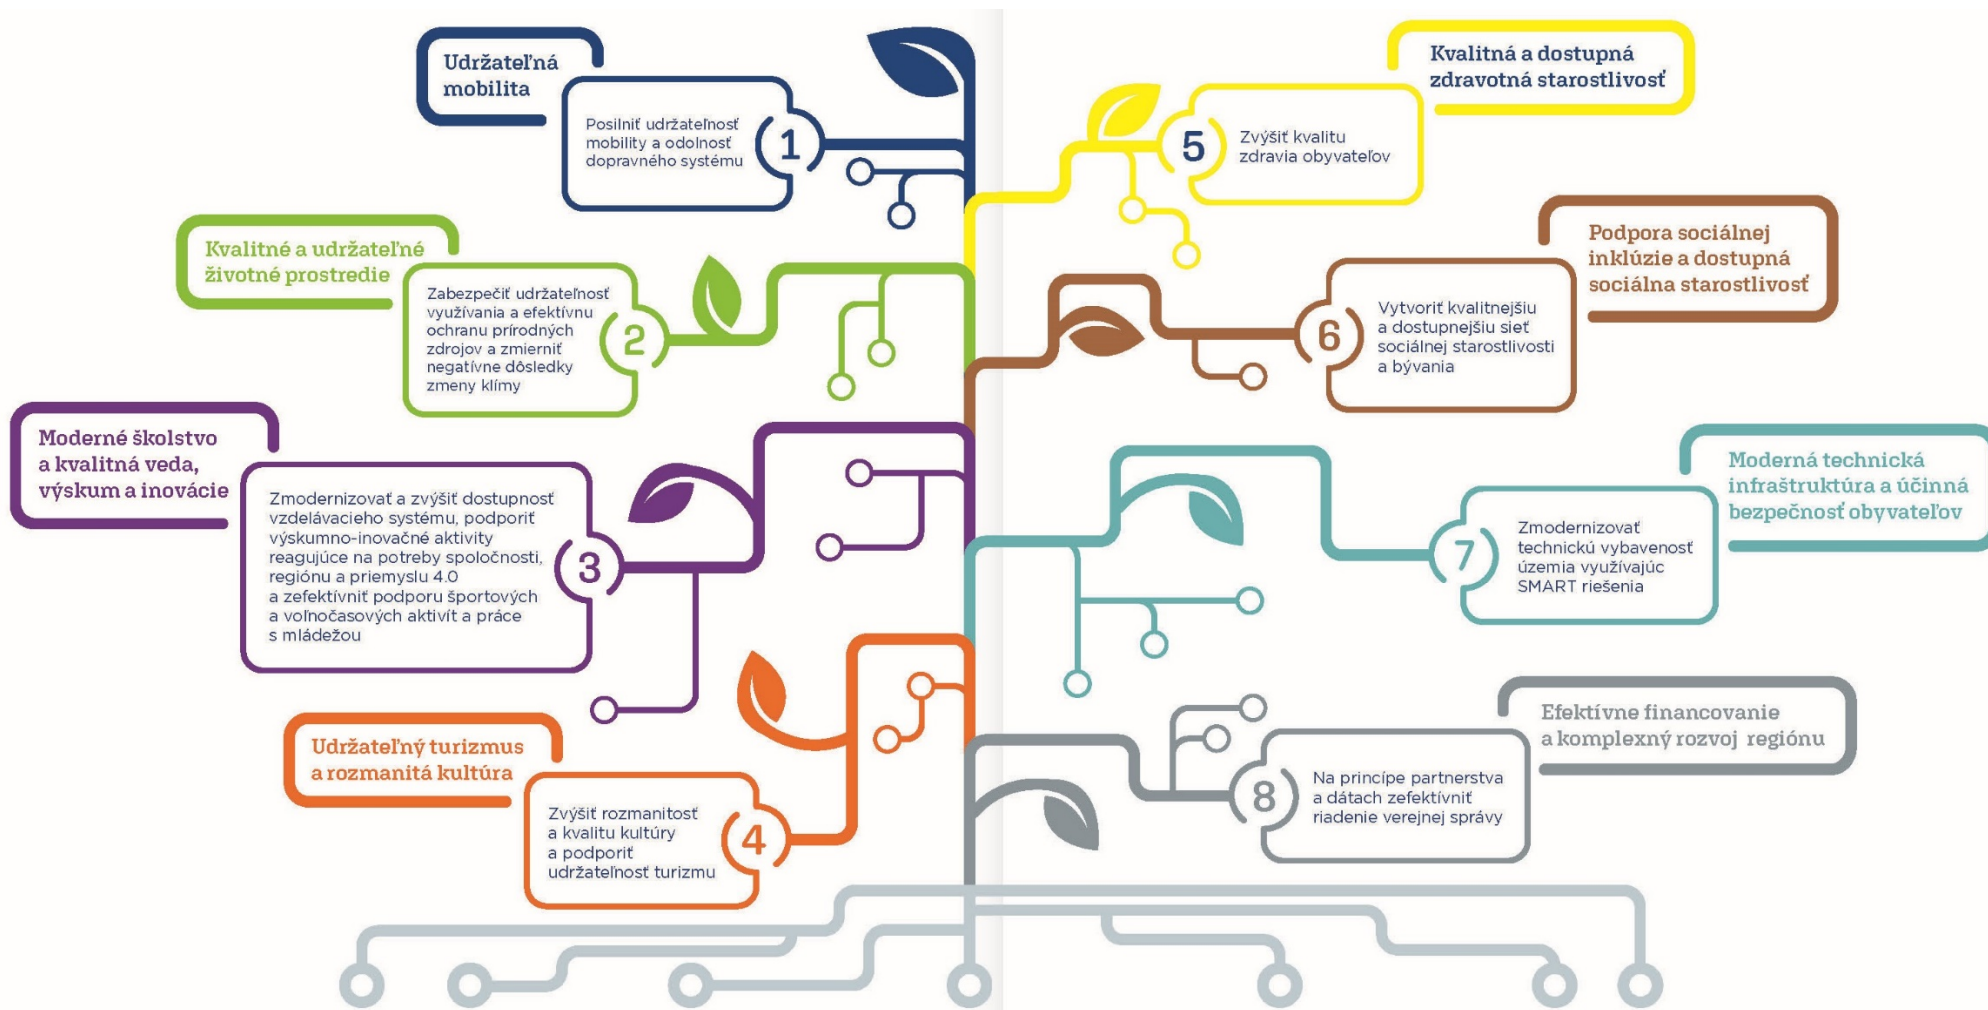 Udržateľná
mobilita
Posilniť udržateľnosť
mobility a odolnosť
dopravného systému
1
Kvalitné a udržateľné
životné prostredie
Zabezpečiť udržateľnosť
využívania a efektívnu
ochranu prírodných
zdrojov a zmierniť
negatívne dôsledky
zmeny klímy
2
Moderné školstvo
a kvalitná veda,
výskum a inovácie
Zmodernizovať a zvýšiť dostupnosť
vzdelávacieho systému, podporiť
výskumno-inovačné aktivity
reagujúce na potreby spoločnosti,
regiónu a priemyslu 4.0
a zefektívniť podporu športových
a voľnočasových aktivít a práce
s mládežou
3
Udržateľný turizmus
a rozmanitá kultúra
Zvýšiť rozmanitosť
a kvalitu kultúry
a podporiť
udržateľnosť turizmu
4
Kvalitná a dostupná
zdravotná starostlivosť
5
Zvýšiť kvalitu
zdravia obyvateľov
Podpora sociálnej
inklúzie a dostupná
sociálna starostlivosť
6
Vytvoriť kvalitnejšiu
a dostupnejšiu sieť
sociálnej starostlivosti
a bývania
Moderná technická
infraštruktúra a účinná
bezpečnosť obyvateľov
7
Zmodernizovať
technickú vybavenosť
územia využívajúc
SMART riešenia
Efektívne financovanie
a komplexný rozvoj regiónu
8
Na princípe partnerstva
a dátach zefektívniť
riadenie verejnej správy